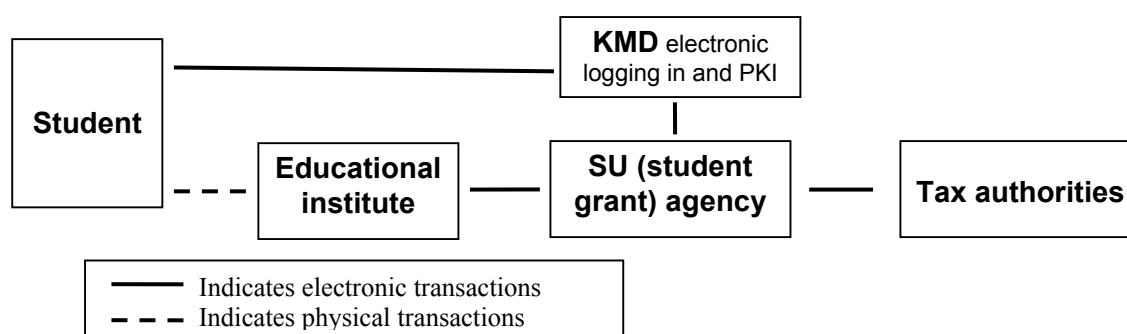 KMD electronic
logging in and PKI
Student
Educational
institute
SU (student
grant) agency
Tax authorities
Indicates electronic transactions
Indicates physical transactions